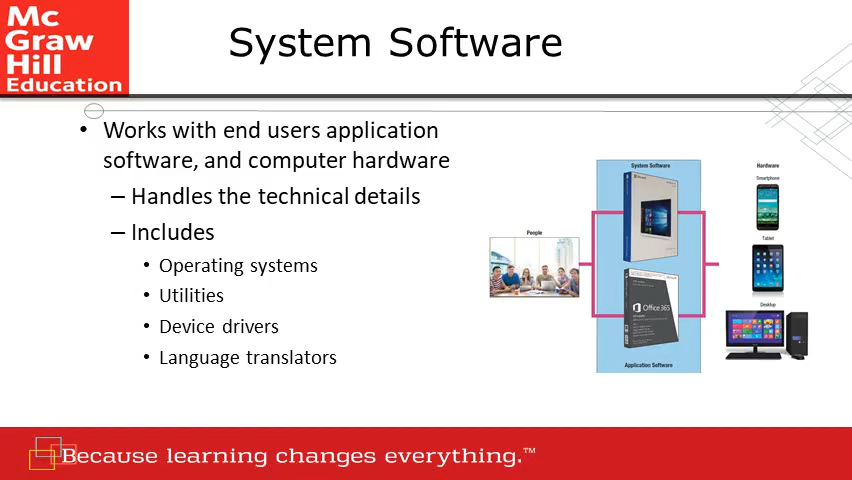 Mc
Graw
Hill
Education
System Software
• Works with end users application
software, and computer hardware
– Handles the technical details
– Includes
• Operating systems
• Utilities
• Device drivers
• Language translators
System Software
Hardware
Smartphone
People
Tablet
Office 365
Desktop
Application Software
Because learning changes everything.™